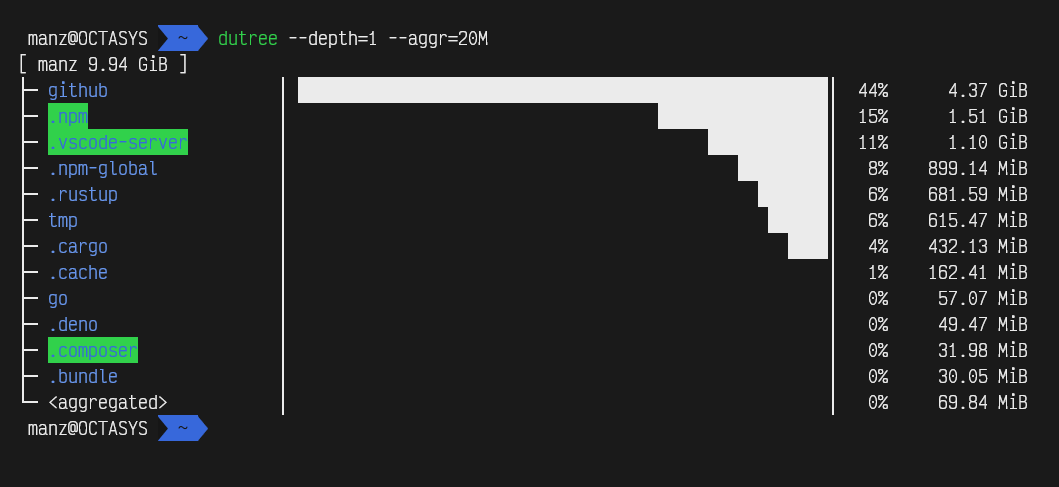 manz@OCTASYS ~ dutree --depth=1 --aggr=20M
[ manz 9.94 GiB ]
├─ github 44% 4.37 GiB
├─ .npm 15% 1.51 GiB
├─ .vscode-server 11% 1.10 GiB
├─ .npm-global 8% 899.14 MiB
├─ .rustup 6% 681.59 MiB
├─ tmp 6% 615.47 MiB
├─ .cargo 4% 432.13 MiB
├─ .cache 1% 162.41 MiB
├─ go 0% 57.07 MiB
├─ .deno 0% 49.47 MiB
├─ .composer 0% 31.98 MiB
├─ .bundle 0% 30.05 MiB
└─ <aggregated> 0% 69.84 MiB
manz@OCTASYS ~